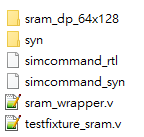 sram_dp_64x128
syn
simcommand_rtl
simcommand_syn
sram_wrapper.v
testfixture_sram.v